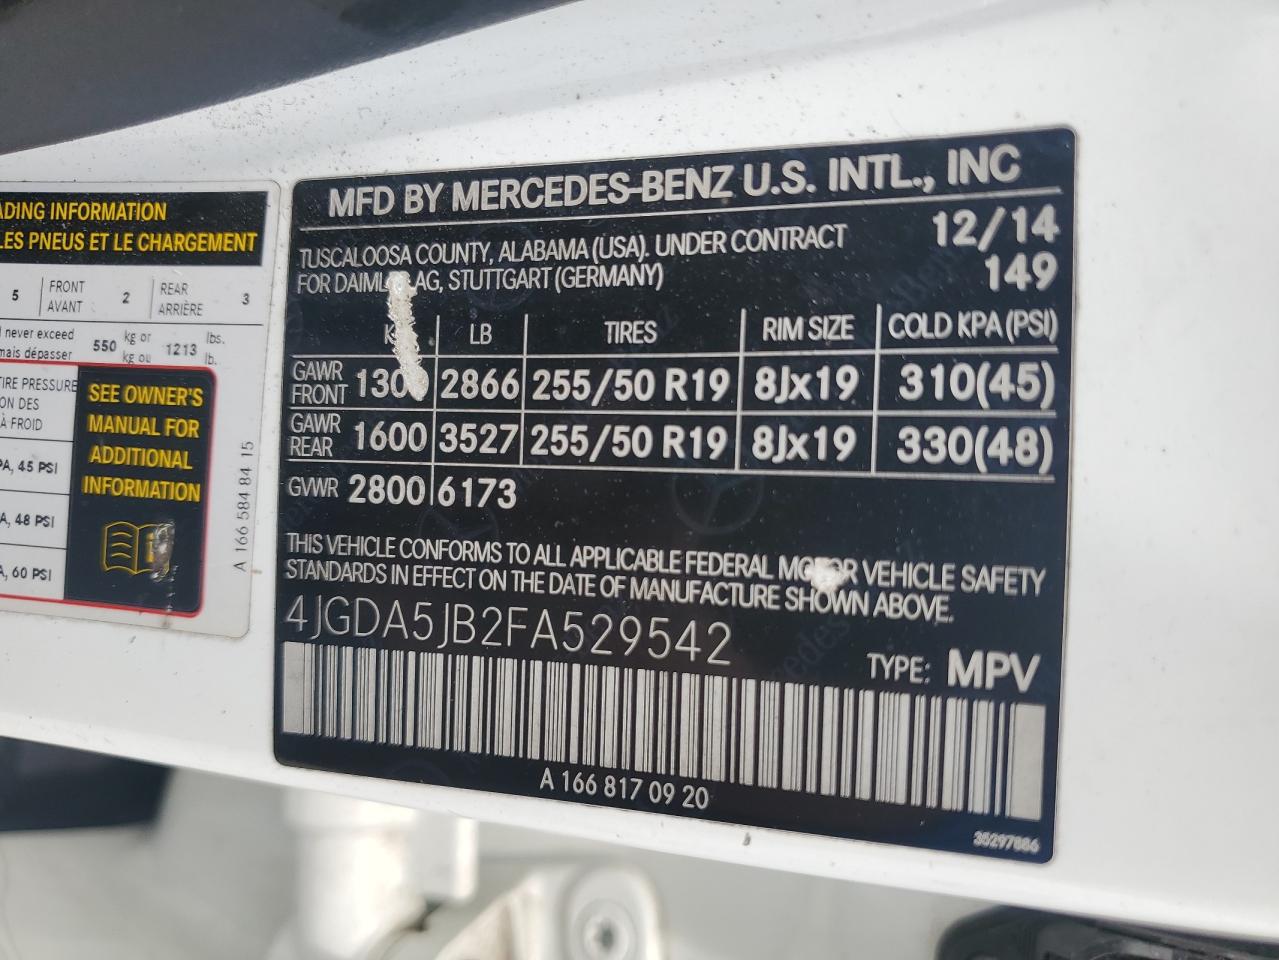 ADING INFORMATION
LES PNEUS ET LE CHARGEMENT
5 FRONT AVANT 2 REAR ARRIÈRE 3
never exceed
mais dépasser 550 kg or kg ou 1213 lbs. lb.
TIRE PRESSURE
ON DES
À FROID
PA, 45 PSI
A, 48 PSI
A, 60 PSI
SEE OWNER'S
MANUAL FOR
ADDITIONAL
INFORMATION
A 166 584 84 15
MFD BY MERCEDES-BENZ U.S. INTL., INC
TUSCALOOSA COUNTY, ALABAMA (USA). UNDER CONTRACT 12/14
FOR DAIML AG, STUTTGART (GERMANY) 149
K LB TIRES RIM SIZE COLD KPA (PSI)
GAWR FRONT 1300 2866 255/50 R19 8Jx19 310(45)
GAWR REAR 1600 3527 255/50 R19 8Jx19 330(48)
GVWR 2800 6173
THIS VEHICLE CONFORMS TO ALL APPLICABLE FEDERAL MOTOR VEHICLE SAFETY
STANDARDS IN EFFECT ON THE DATE OF MANUFACTURE SHOWN ABOVE.
4JGDA5JB2FA529542
TYPE: MPV
A 166 817 09 20
35297886